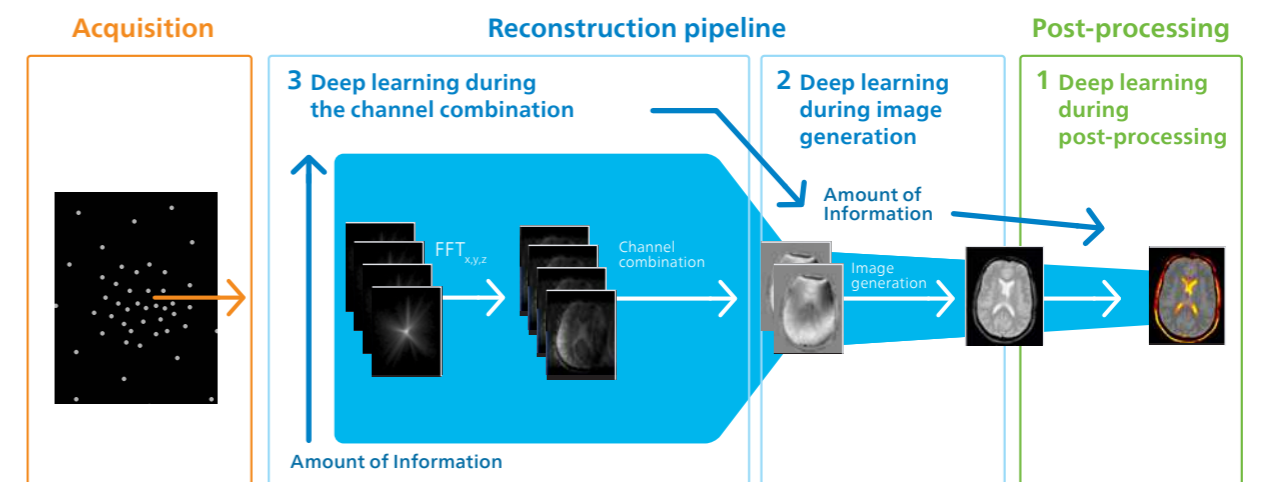 Acquisition
Reconstruction pipeline
Post-processing
3 Deep learning during
the channel combination
2 Deep learning
during image
generation
1 Deep learning
during
post-processing
Amount of
Information
FFTx,y,z
Channel
combination
Image
generation
Amount of Information